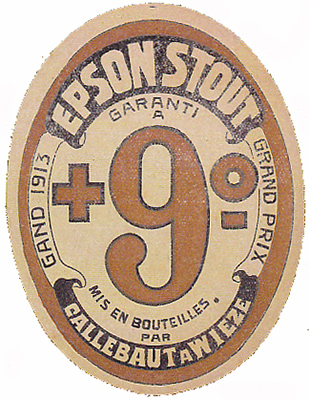 EPSON STOUT
GARANTI
A
+9°
GAND 1913
GRAND PRIX
MIS EN BOUTEILLES.
PAR
CALLEBAUT A WIEZE